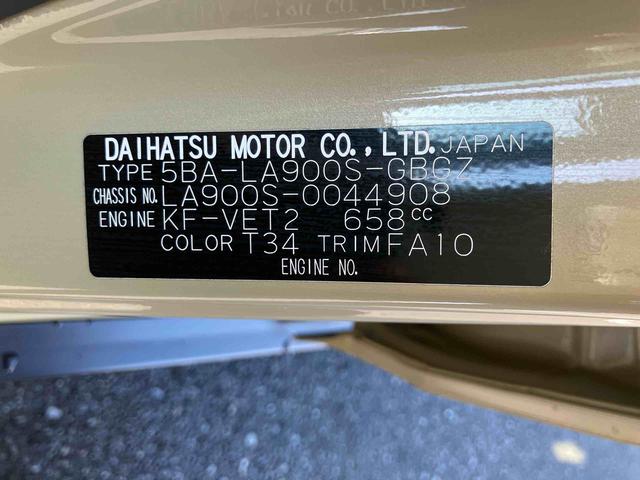 DAIHATSU MOTOR CO., LTD. JAPAN
TYPE 5BA-LA900S-GBGZ
CHASSIS NO. LA900S-0044908
ENGINE KF-VET2 658cc
COLOR T34 TRIM FA10
ENGINE NO.